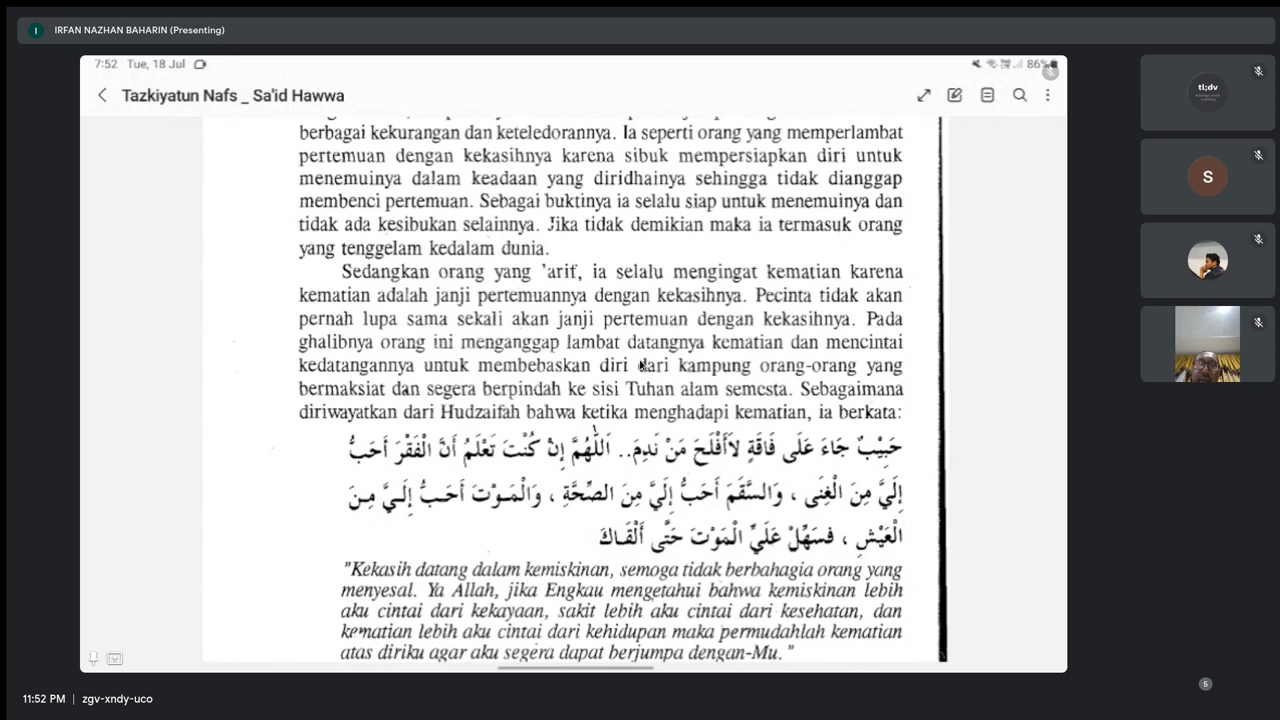 IRFAN NAZHAN BAHARIN (Presenting)
7:52 Tue, 18 Jul
86%
Tazkiyatun Nafs _ Sa'id Hawwa
berbagai kekurangan dan keteledorannya. Ia seperti orang yang memperlambat
pertemuan dengan kekasihnya karena sibuk mempersiapkan diri untuk
menemuinya dalam keadaan yang diridhainya sehingga tidak dianggap
membenci pertemuan. Sebagai buktinya ia selalu siap untuk menemuinya dan
tidak ada kesibukan selainnya. Jika tidak demikian maka ia termasuk orang
yang tenggelam kedalam dunia.
Sedangkan orang yang 'arif, ia selalu mengingat kematian karena
kematian adalah janji pertemuannya dengan kekasihnya. Pecinta tidak akan
pernah lupa sama sekali akan janji pertemuan dengan kekasihnya. Pada
ghalibnya orang ini menganggap lambat datangnya kematian dan mencintai
kedatangannya untuk membebaskan diri dari kampung orang-orang yang
bermaksiat dan segera berpindah ke sisi Tuhan alam semesta. Sebagaimana
diriwayatkan dari Hudzaifah bahwa ketika menghadapi kematian, ia berkata:
حَبِيْبٌ جَاءَ عَلَى فَاقَةٍ لاَأَفْلَحَ مَنْ نَدِمَ.. اَللَّهُمَّ إِنْ كُنْتَ تَعْلَمُ أَنَّ الْفَقْرَ أَحَبُّ
إِلَيَّ مِنَ الْغِنَى ، وَالسَّقَمَ أَحَبُّ إِلَيَّ مِنَ الصِّحَّةِ ، وَالْمَوْتَ أَحَبُّ إِلَيَّ مِنَ
الْعَيْشِ ، فَسَهِّلْ عَلَيَّ الْمَوْتَ حَتَّى أَلْقَاكَ
"Kekasih datang dalam kemiskinan, semoga tidak berbahagia orang yang
menyesal. Ya Allah, jika Engkau mengetahui bahwa kemiskinan lebih
aku cintai dari kekayaan, sakit lebih aku cintai dari kesehatan, dan
kematian lebih aku cintai dari kehidupan maka permudahlah kematian
atas diriku agar aku segera dapat berjumpa dengan-Mu."
tl;dv
S
5
11:52 PM | zgv-xndy-uco